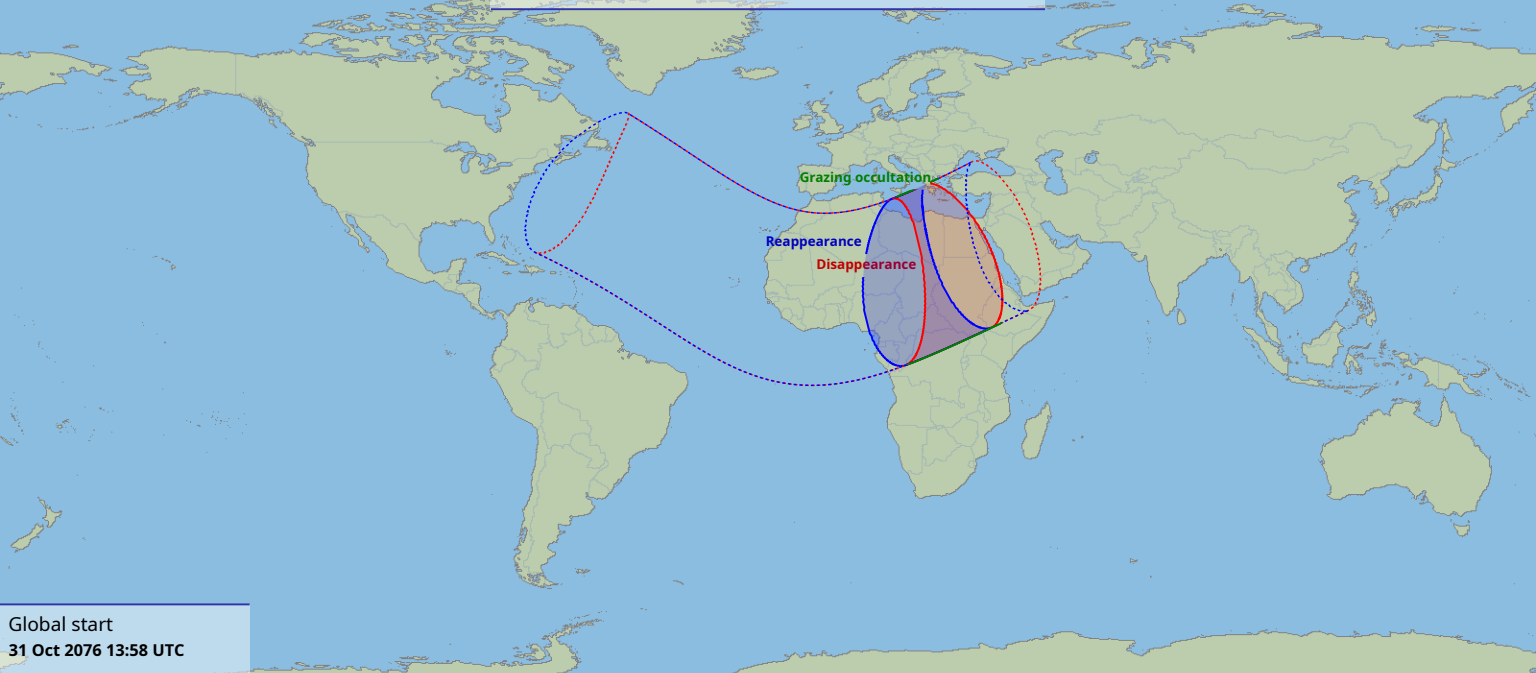 Grazing occultation
Reappearance
Disappearance
Global start
31 Oct 2076 13:58 UTC